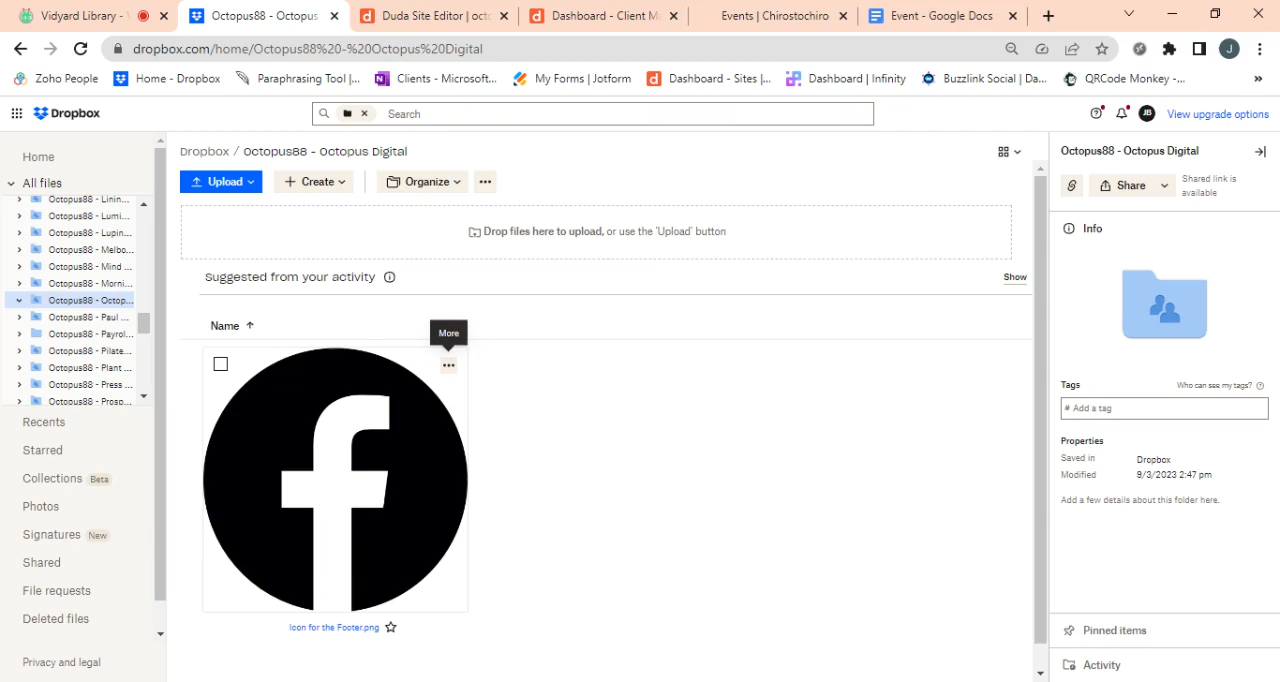 Vidyard Library -
Octopus88 - Octopus
Duda Site Editor | octo
Dashboard - Client Ma
Events | Chirostochiro
Event - Google Docs
dropbox.com/home/Octopus88%20-%20Octopus%20Digital
J
Zoho People
Home - Dropbox
Paraphrasing Tool |...
Clients - Microsoft...
My Forms | Jotform
Dashboard - Sites |...
Dashboard | Infinity
Buzzlink Social | Da...
QRCode Monkey -...
Dropbox
Search
JB
View upgrade options
Home
All files
Octopus88 - Linin...
Octopus88 - Lumi...
Octopus88 - Lupin...
Octopus88 - Melbo...
Octopus88 - Mind ...
Octopus88 - Morni...
Octopus88 - Octop...
Octopus88 - Paul ...
Octopus88 - Payrol...
Octopus88 - Pilate...
Octopus88 - Plant ...
Octopus88 - Press ...
Octopus88 - Prosp...
Recents
Starred
Collections Beta
Photos
Signatures New
Shared
File requests
Deleted files
Privacy and legal
Dropbox / Octopus88 - Octopus Digital
Upload
Create
Organize
Drop files here to upload, or use the 'Upload' button
Suggested from your activity
Show
Name
More
Icon for the Footer.png
Octopus88 - Octopus Digital
Share
Shared link is
available
Info
Tags
Who can see my tags?
# Add a tag
Properties
Saved in Dropbox
Modified 9/3/2023 2:47 pm
Add a few details about this folder here.
Pinned items
Activity